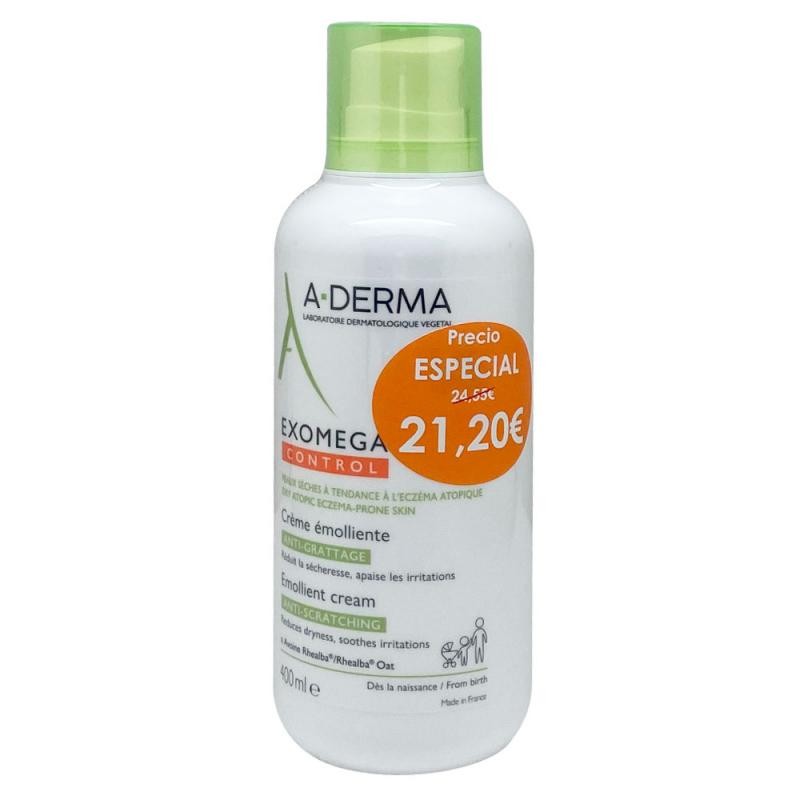 A-DERMA
LABORATOIRE DERMATOLOGIQUE VEGETAL
Precio
ESPECIAL
24,55€
21,20€
EXOMEGA
CONTROL
PEAUX SÈCHES À TENDANCE À L'ECZÉMA ATOPIQUE
DRY ATOPIC ECZEMA-PRONE SKIN
Crème émolliente
ANTI-GRATTAGE
Réduit la sécheresse, apaise les irritations
Emollient cream
ANTI-SCRATCHING
Reduces dryness, soothes irritations
Avoine Rhealba®/Rhealba® Oat
400ml e
Dès la naissance / From birth
Made in France